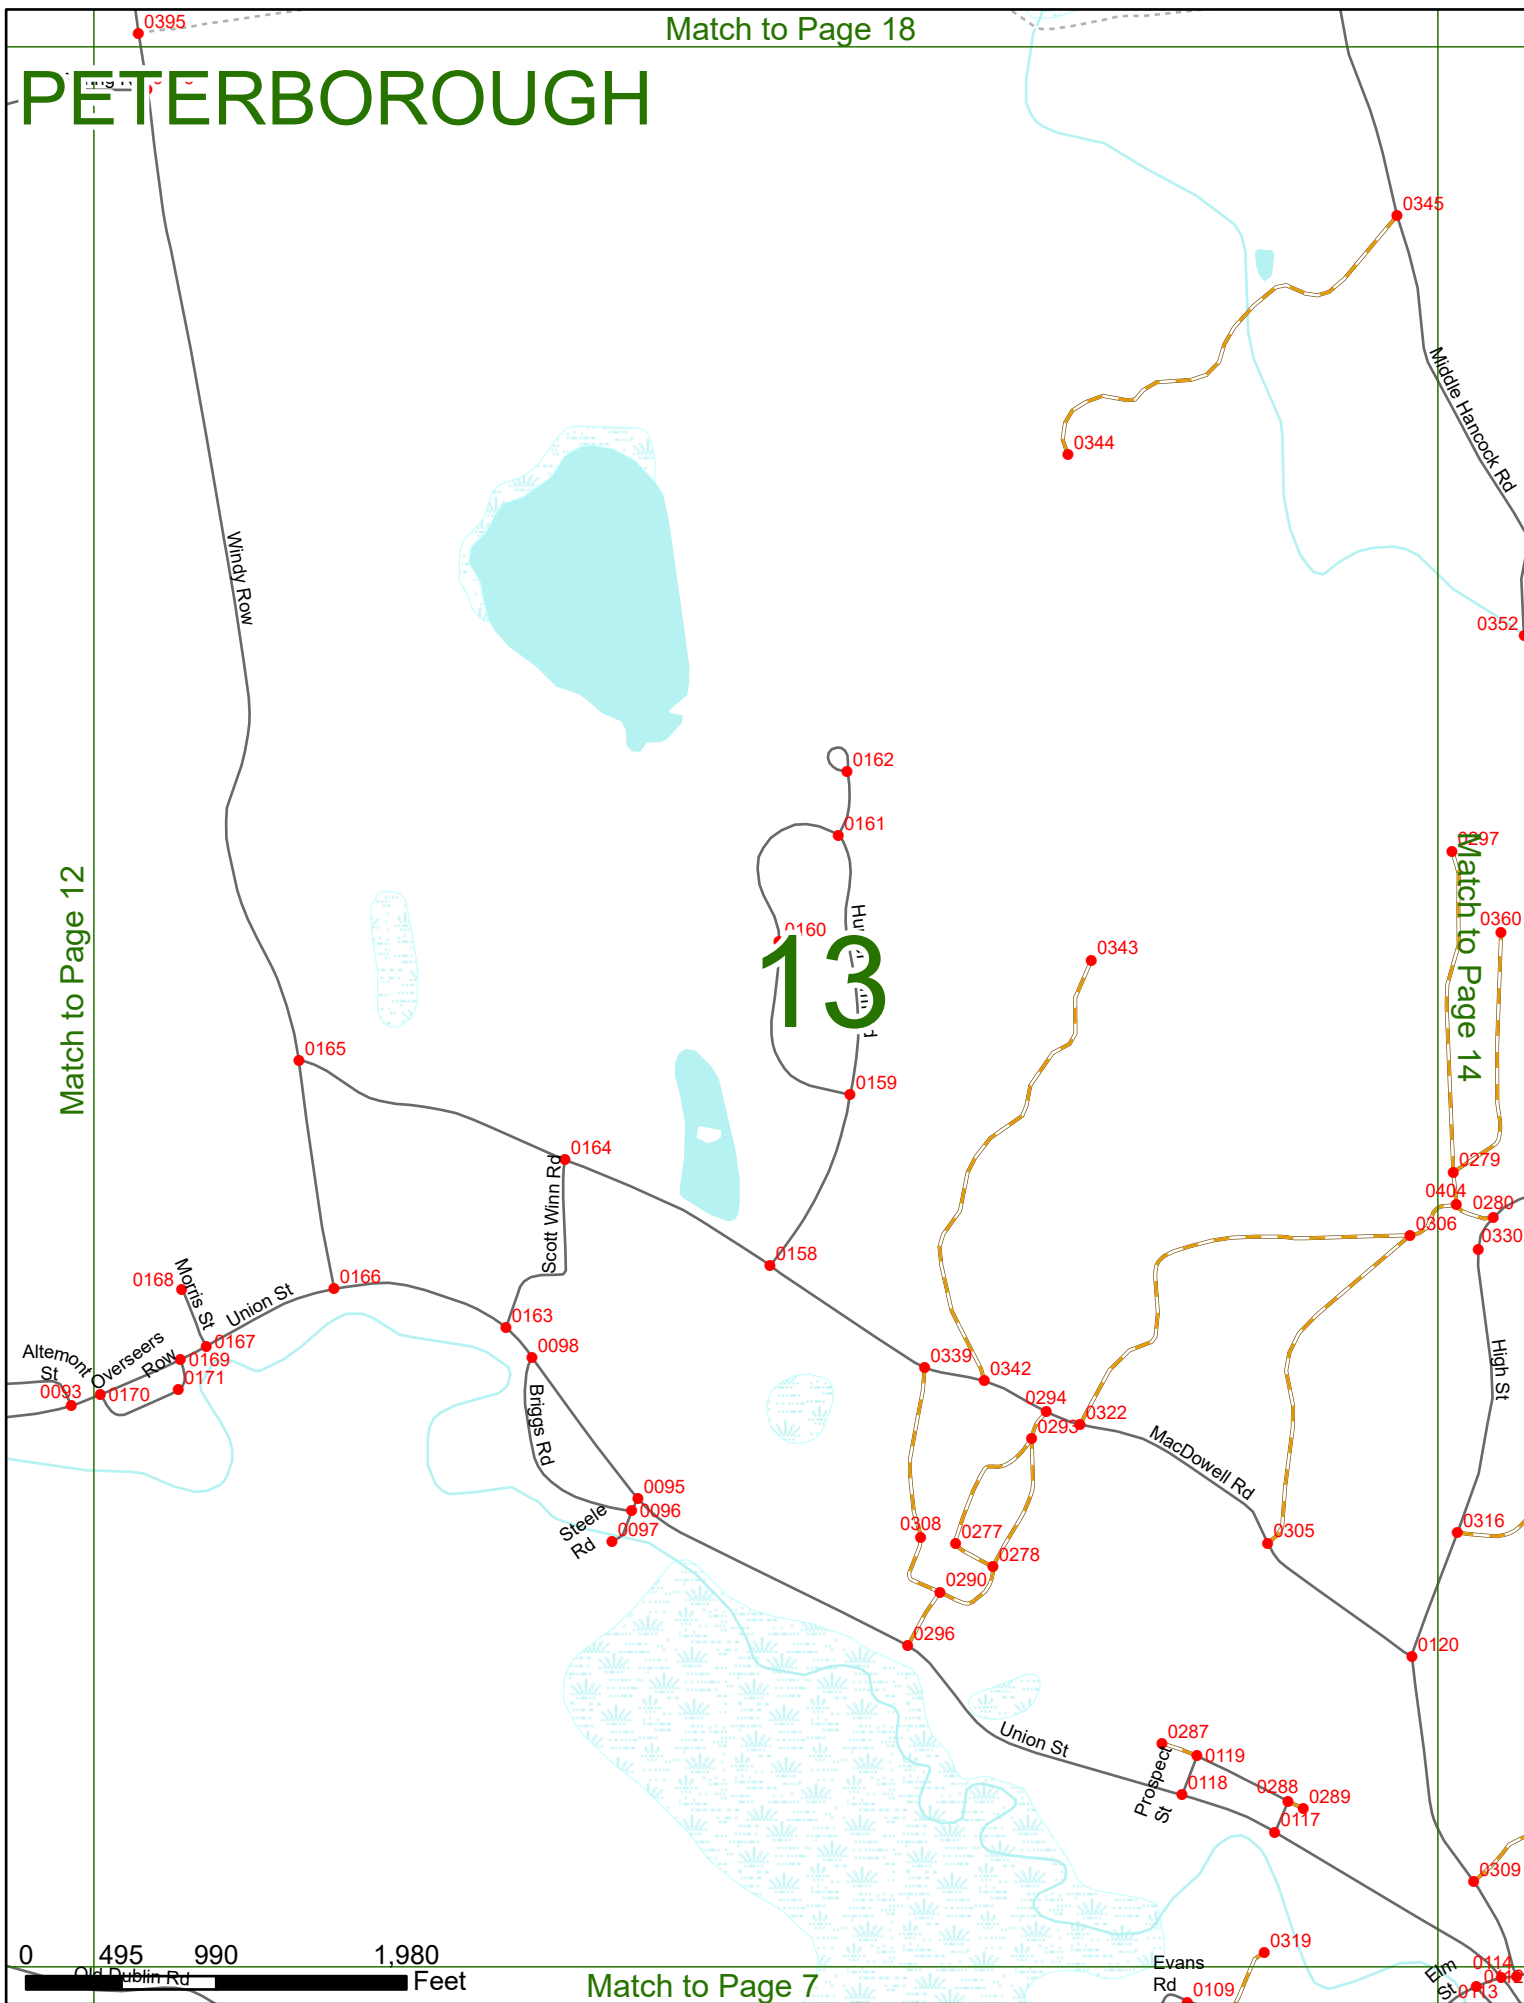 0395
Match to Page 18
PETERBOROUGH
0345
Middle Hancock Rd
0344
Windy Row
0352
0162
0161
0297
Match to Page 12
Match to Page 14
0360
0160
13
0343
0165
0159
0164
0279
Scott Winn Rd
0404
0280
0306
0330
0158
0168
Morris St
Union St
0166
0163
0167
Altemont
St
Overseers
Row
0169
0098
0171
0093
0170
Briggs Rd
0339
0342
High St
0294
0322
0293
MacDowell Rd
0095
0096
Steele
Rd
0097
0308
0277
0278
0305
0316
0290
0296
0120
Union St
0287
0119
Prospect
St
0118
0288
0289
0117
0309
0 495 990 1,980
Feet
Old Dublin Rd
Match to Page 7
Evans
Rd
0319
0109
Elm
St
0114
0113